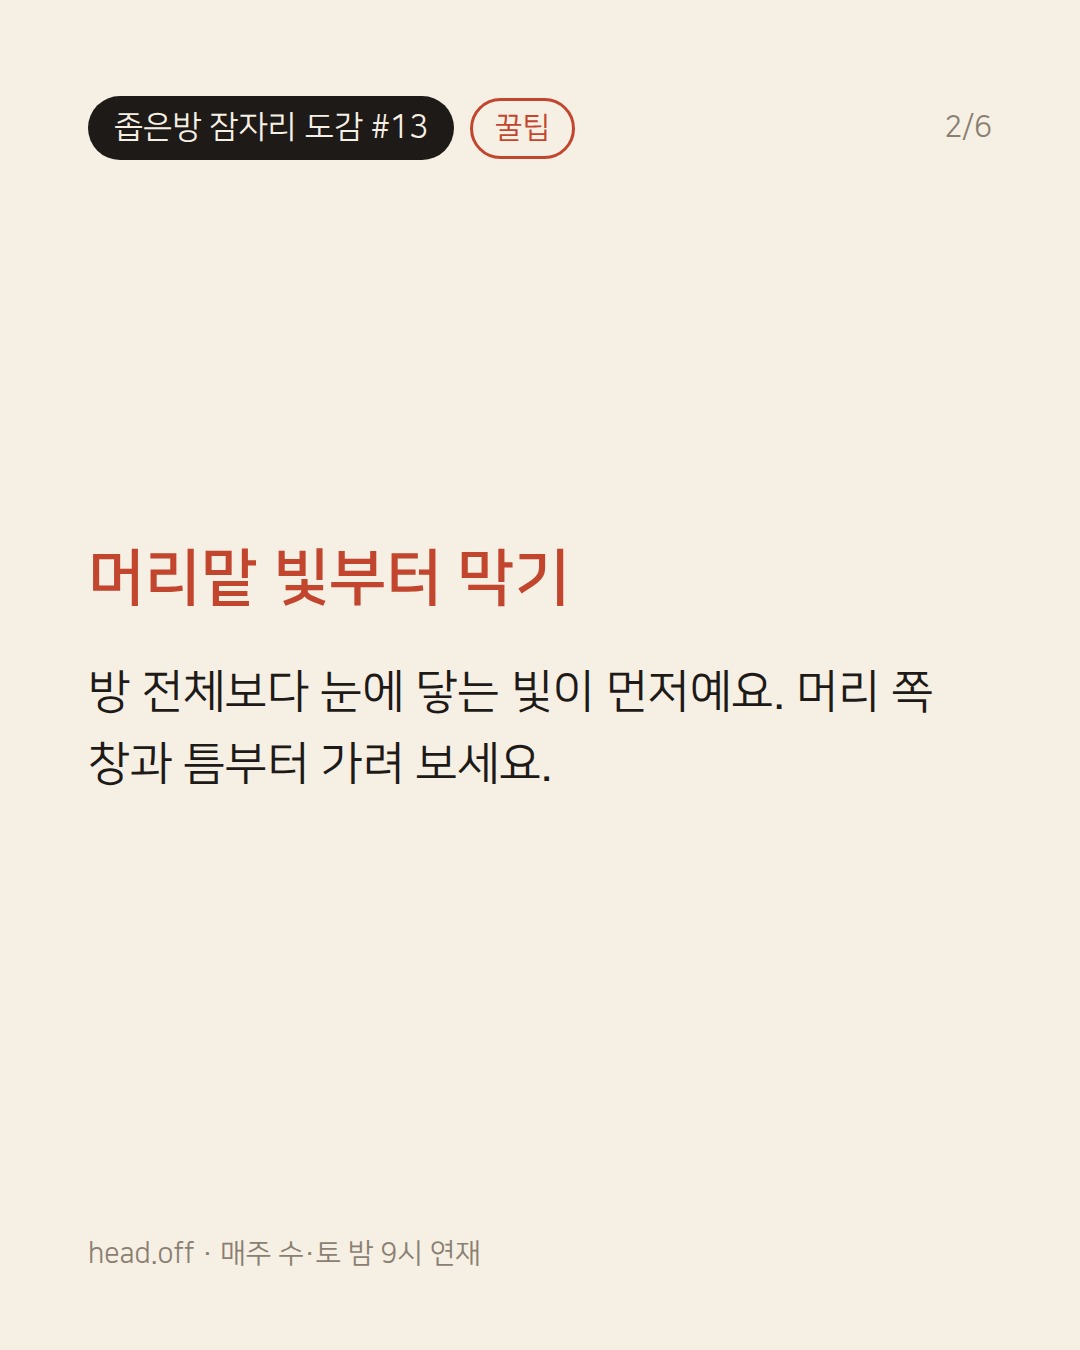 좁은방 잠자리 도감 #13
꿀팁
2/6
머리맡 빛부터 막기
방 전체보다 눈에 닿는 빛이 먼저예요. 머리 쪽
창과 틈부터 가려 보세요.
head.off · 매주 수·토 밤 9시 연재